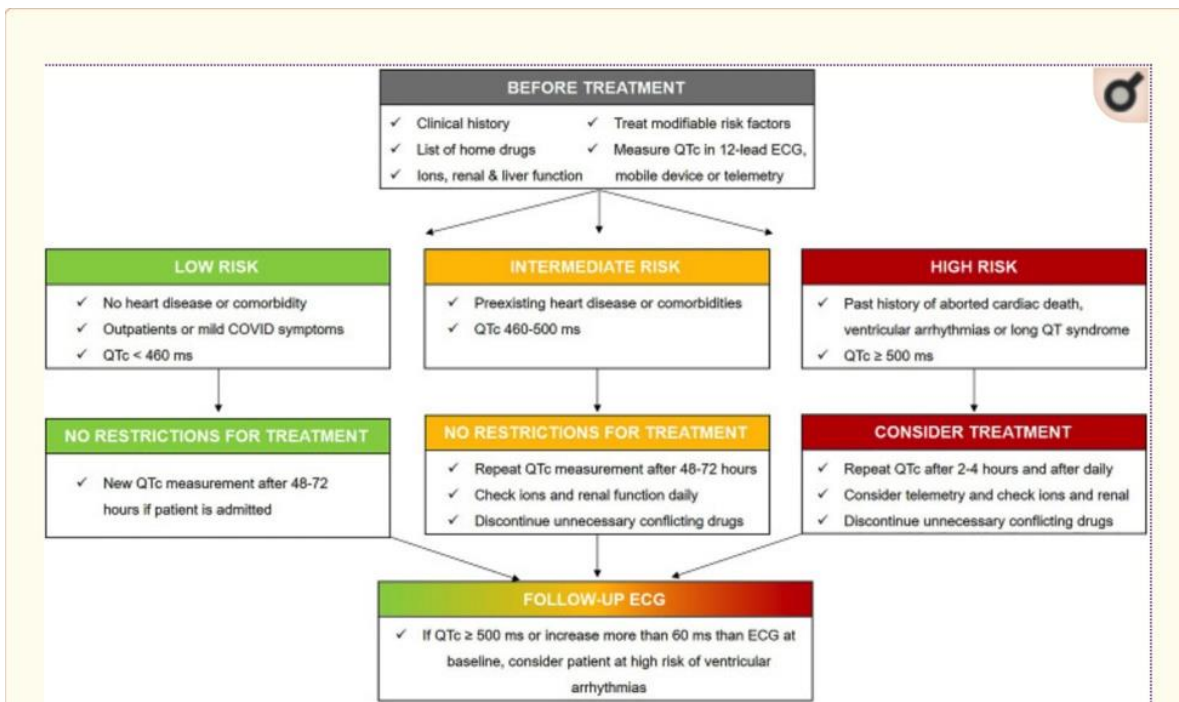 BEFORE TREATMENT
✓ Clinical history
✓ List of home drugs
✓ Ions, renal & liver function
✓ Treat modifiable risk factors
✓ Measure QTc in 12-lead ECG,
mobile device or telemetry
LOW RISK
✓ No heart disease or comorbidity
✓ Outpatients or mild COVID symptoms
✓ QTc < 460 ms
INTERMEDIATE RISK
✓ Preexisting heart disease or comorbidities
✓ QTc 460-500 ms
HIGH RISK
✓ Past history of aborted cardiac death,
ventricular arrhythmias or long QT syndrome
✓ QTc ≥ 500 ms
NO RESTRICTIONS FOR TREATMENT
✓ New QTc measurement after 48-72
hours if patient is admitted
NO RESTRICTIONS FOR TREATMENT
✓ Repeat QTc measurement after 48-72 hours
✓ Check ions and renal function daily
✓ Discontinue unnecessary conflicting drugs
CONSIDER TREATMENT
✓ Repeat QTc after 2-4 hours and after daily
✓ Consider telemetry and check ions and renal
✓ Discontinue unnecessary conflicting drugs
FOLLOW-UP ECG
✓ If QTc ≥ 500 ms or increase more than 60 ms than ECG at
baseline, consider patient at high risk of ventricular
arrhythmias